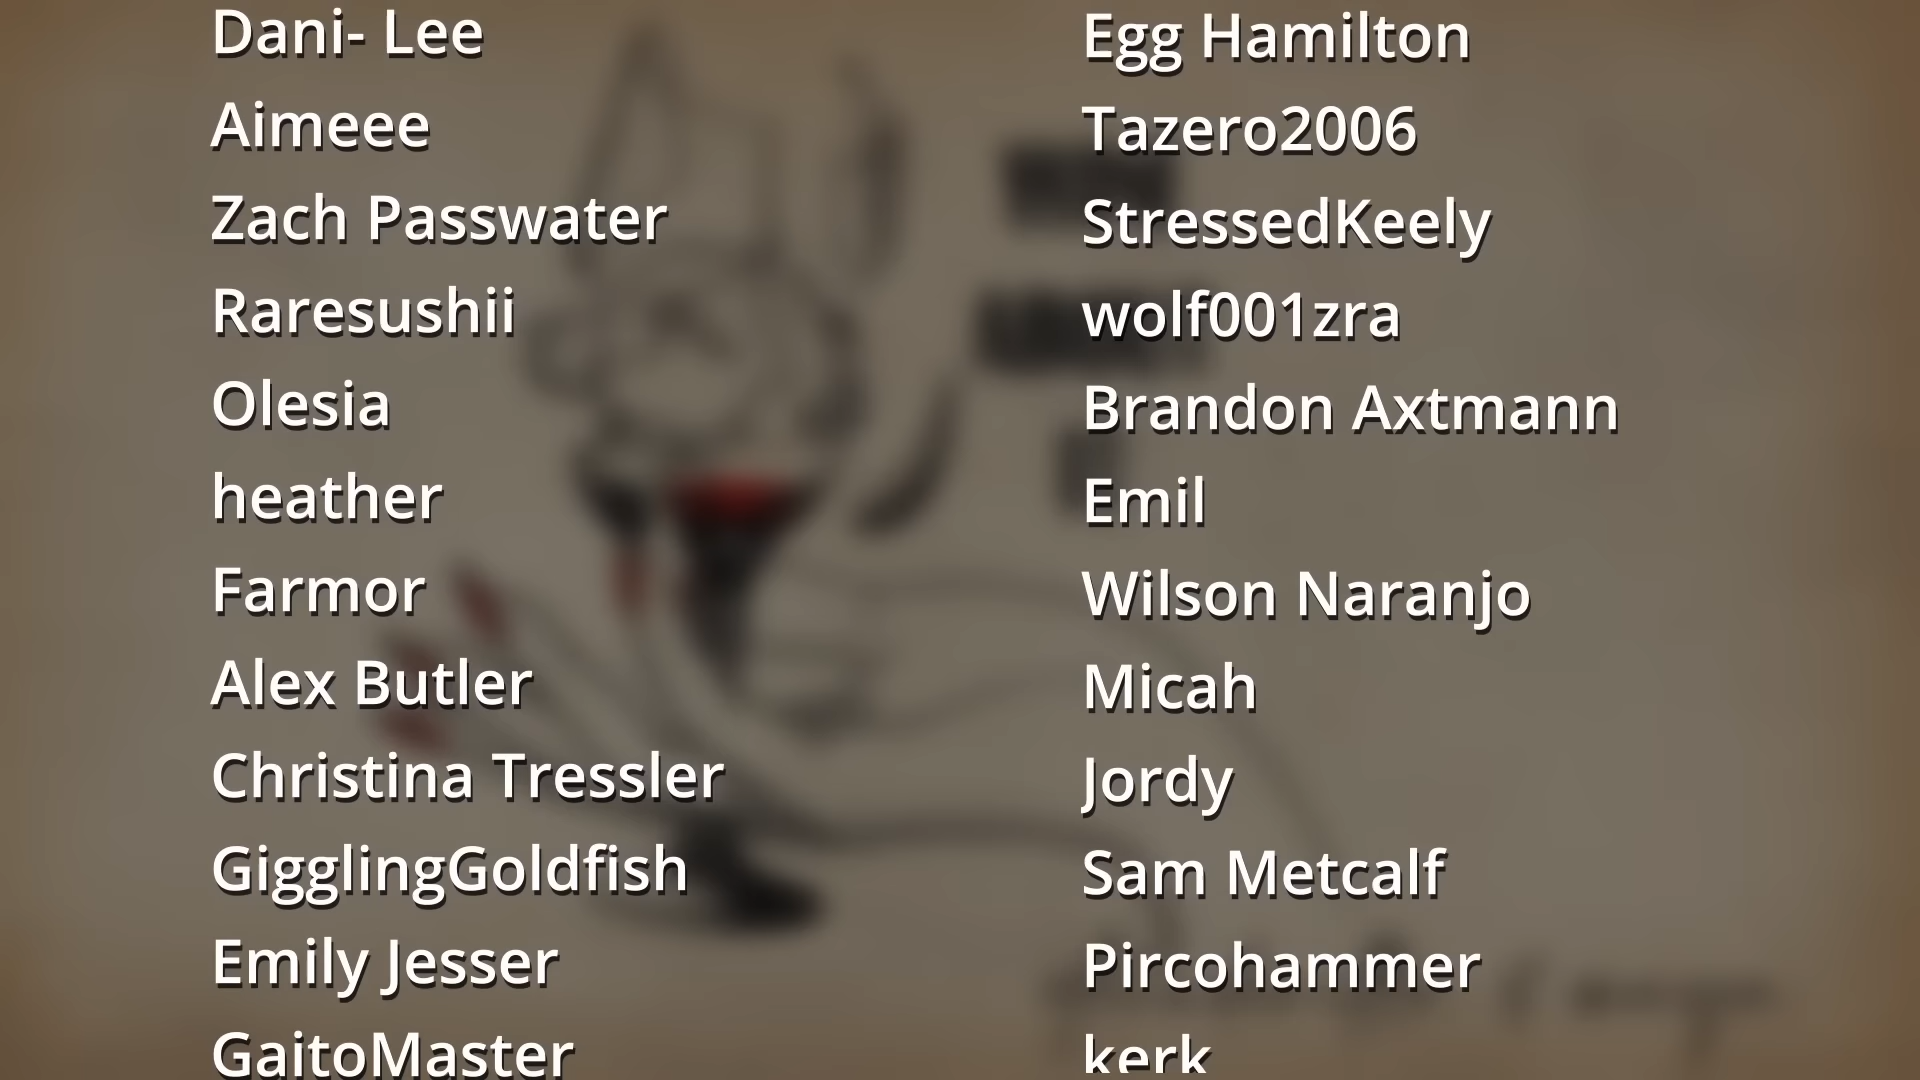 Dani- Lee
Aimeee
Zach Passwater
Raresushii
Olesia
heather
Farmor
Alex Butler
Christina Tressler
GigglingGoldfish
Emily Jesser
GaitoMaster
Egg Hamilton
Tazero2006
StressedKeely
wolf001zra
Brandon Axtmann
Emil
Wilson Naranjo
Micah
Jordy
Sam Metcalf
Pircohammer
kerk